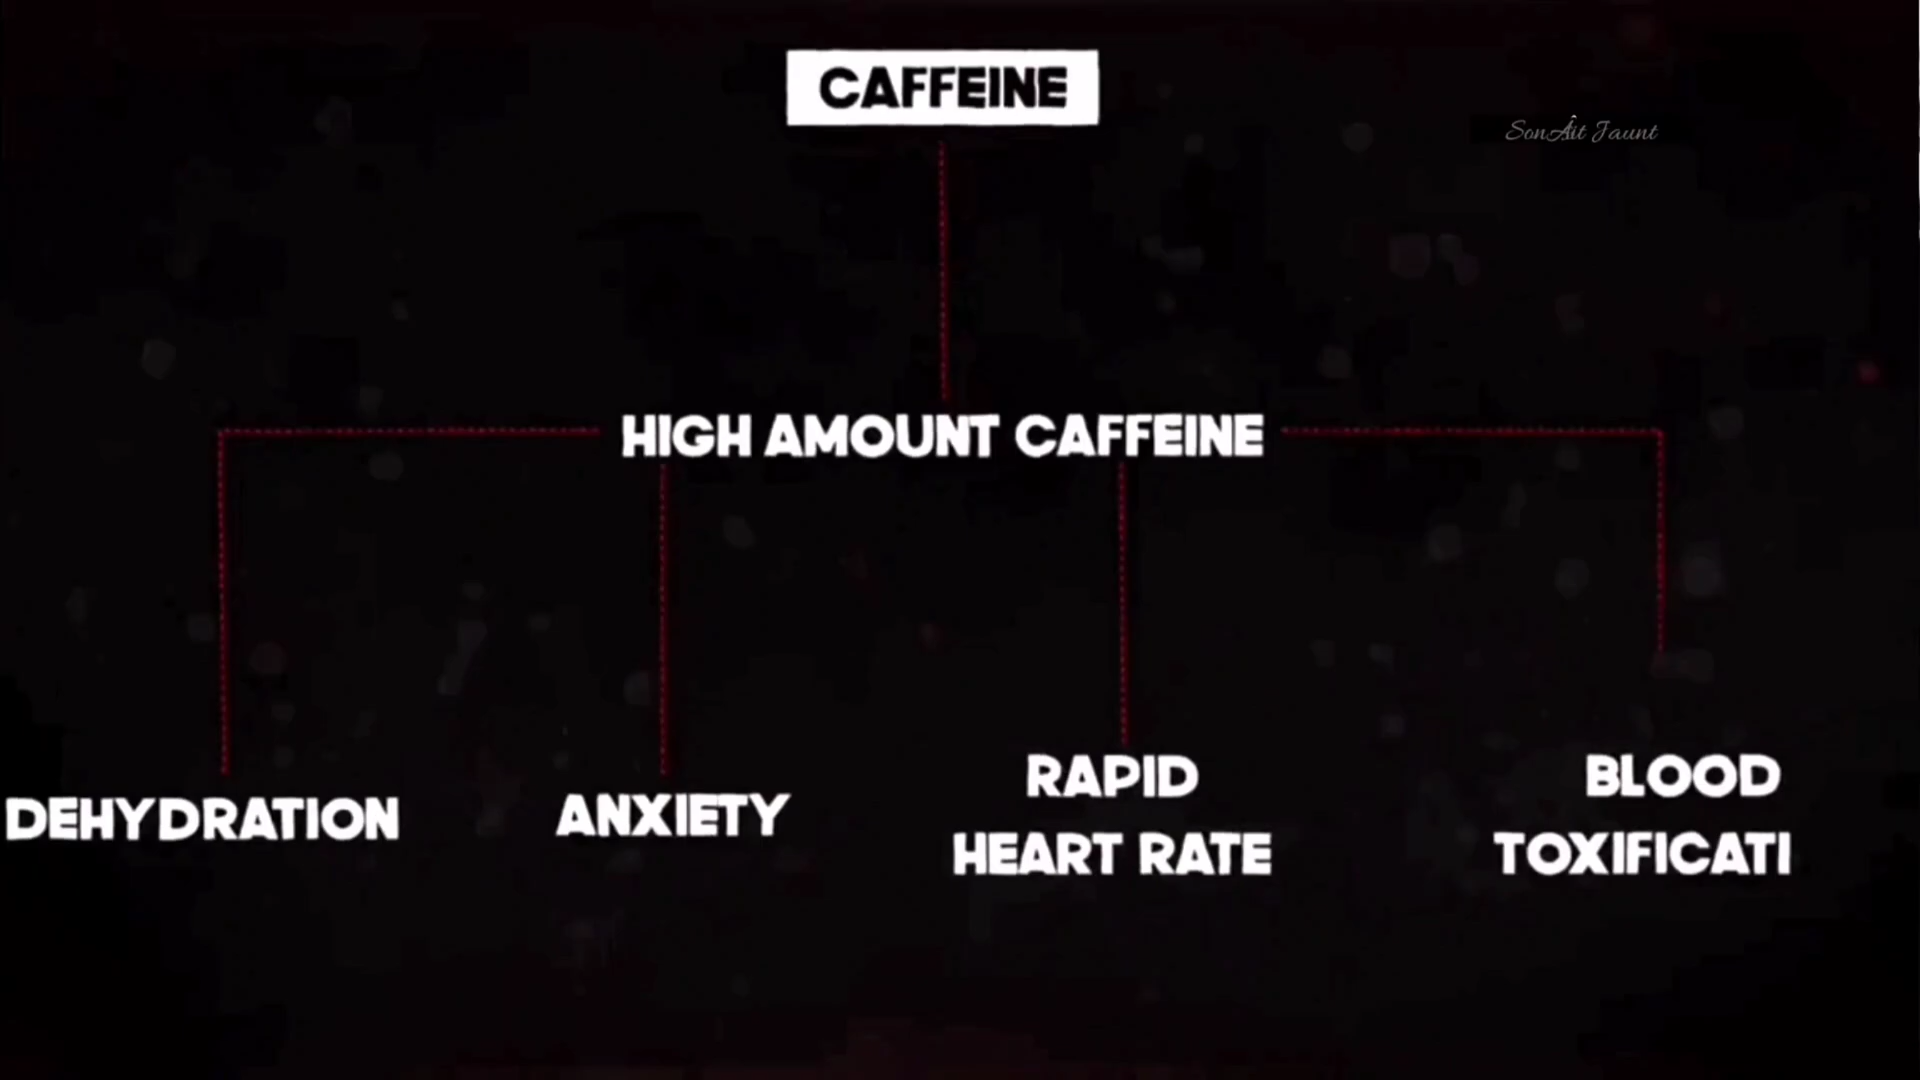 CAFFEINE
SonÂit Jaunt
HIGH AMOUNT CAFFEINE
DEHYDRATION
ANXIETY
RAPID
HEART RATE
BLOOD
TOXIFICATI